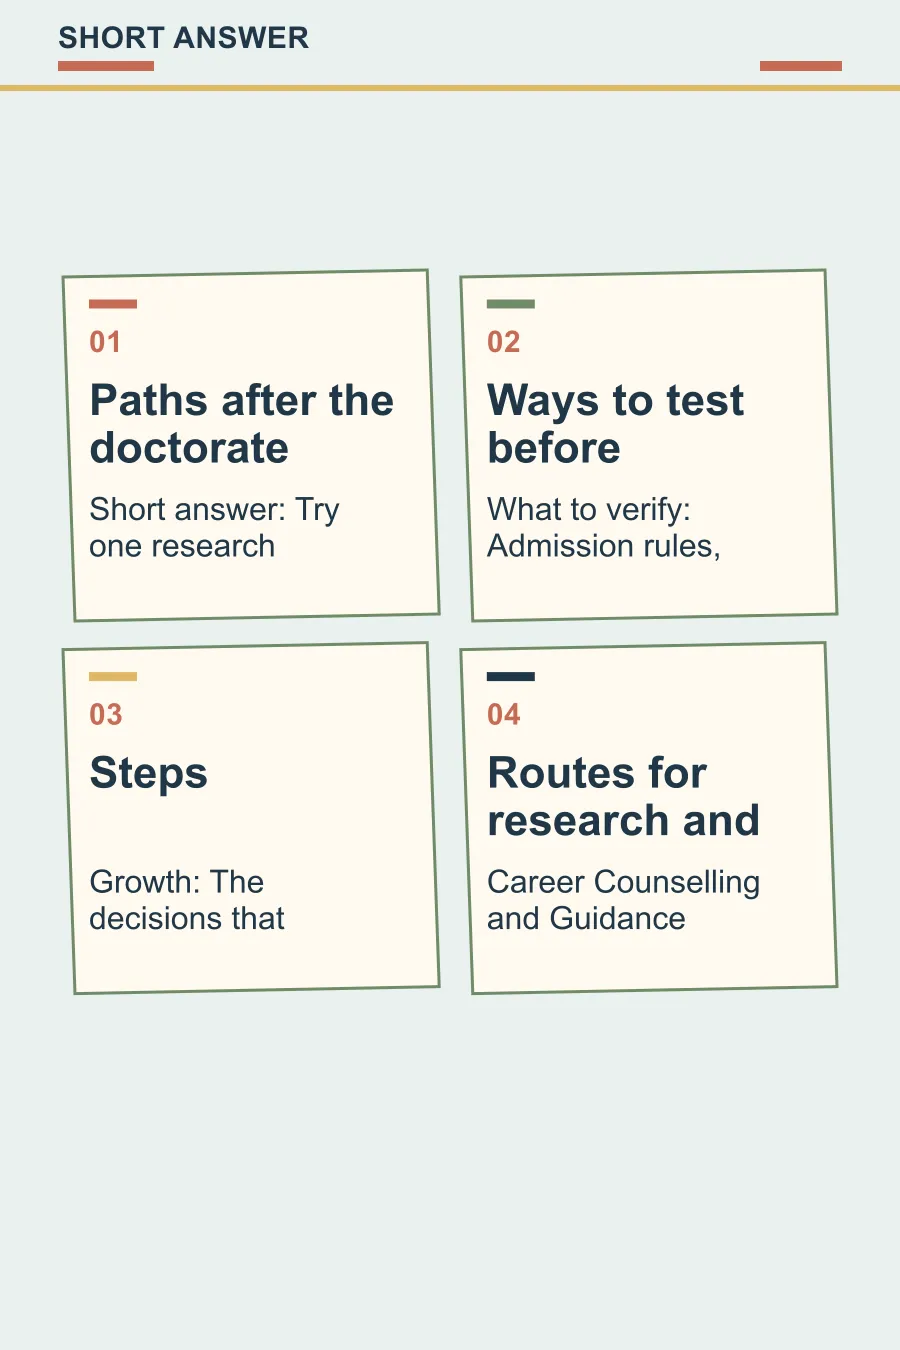 SHORT ANSWER
01
Paths after the
doctorate
Short answer: Try
one research
02
Ways to test
before
What to verify:
Admission rules,
03
Steps
Growth: The
decisions that
04
Routes for
research and
Career Counselling
and Guidance